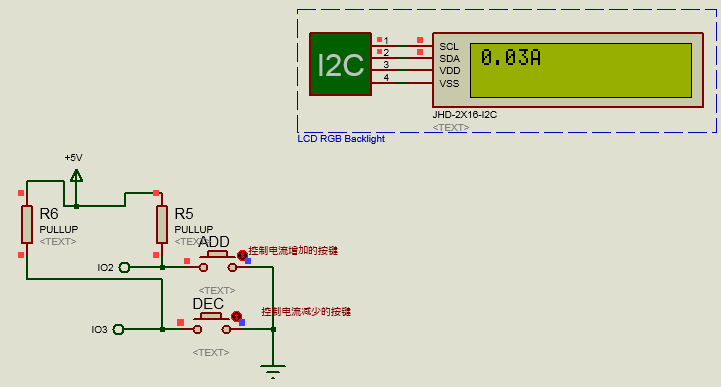 I2C
1
2
3
4
SCL
SDA
VDD
VSS
0.03A
JHD-2X16-I2C
<TEXT>
LCD RGB Backlight
+5V
R6
PULLUP
<TEXT>
R5
PULLUP
<TEXT>
ADD
控制电流增加的按键
IO2
<TEXT>
DEC
控制电流减少的按键
IO3
<TEXT>